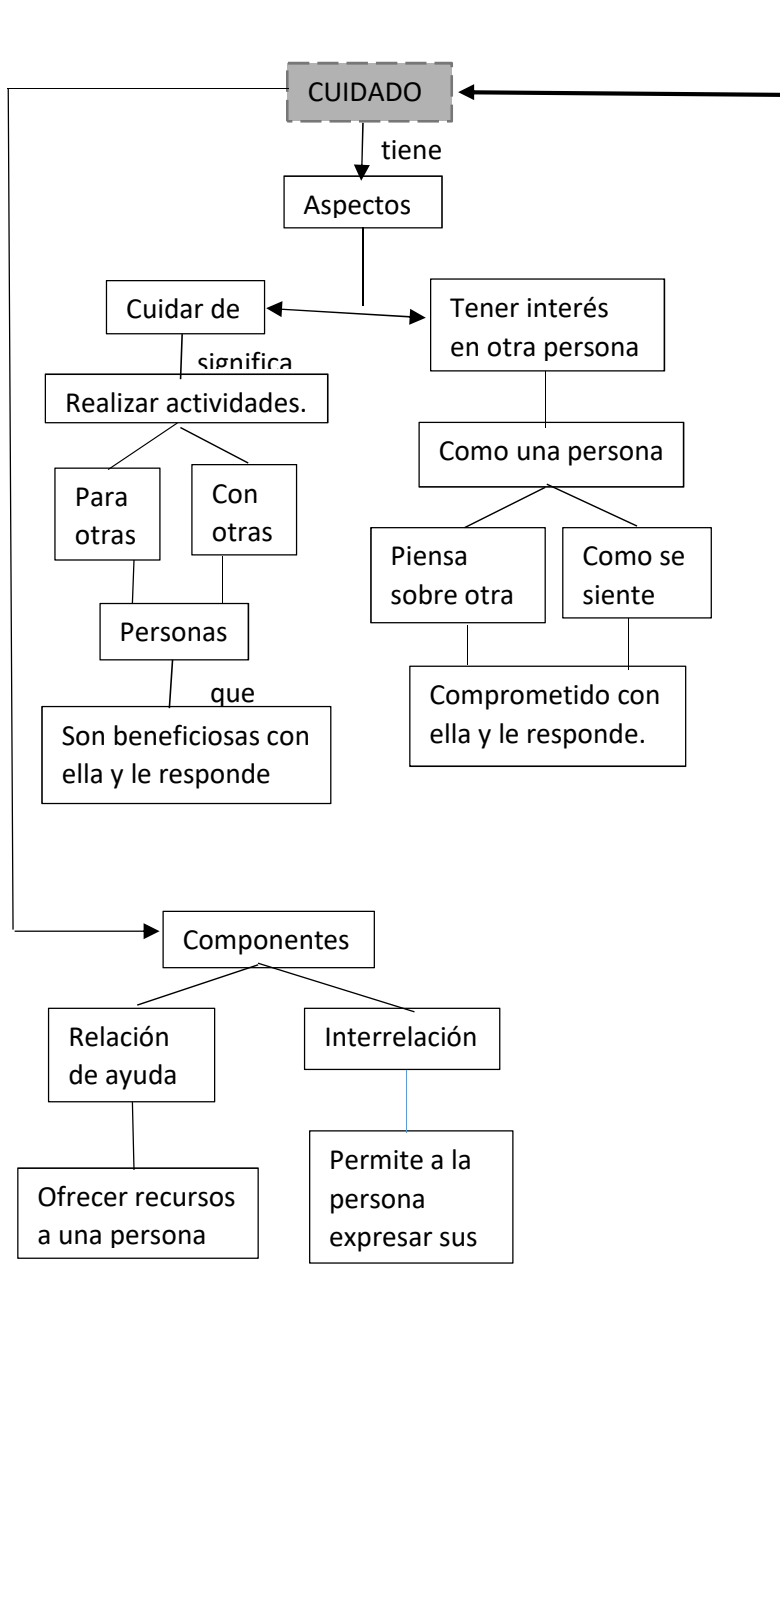 CUIDADO
tiene
Aspectos
Cuidar de
Tener interés
en otra persona
significa
Realizar actividades.
Como una persona
Para
otras
Con
otras
Piensa
sobre otra
Como se
siente
Personas
que
Comprometido con
ella y le responde.
Son beneficiosas con
ella y le responde
Componentes
Relación
de ayuda
Interrelación
Ofrecer recursos
a una persona
Permite a la
persona
expresar sus